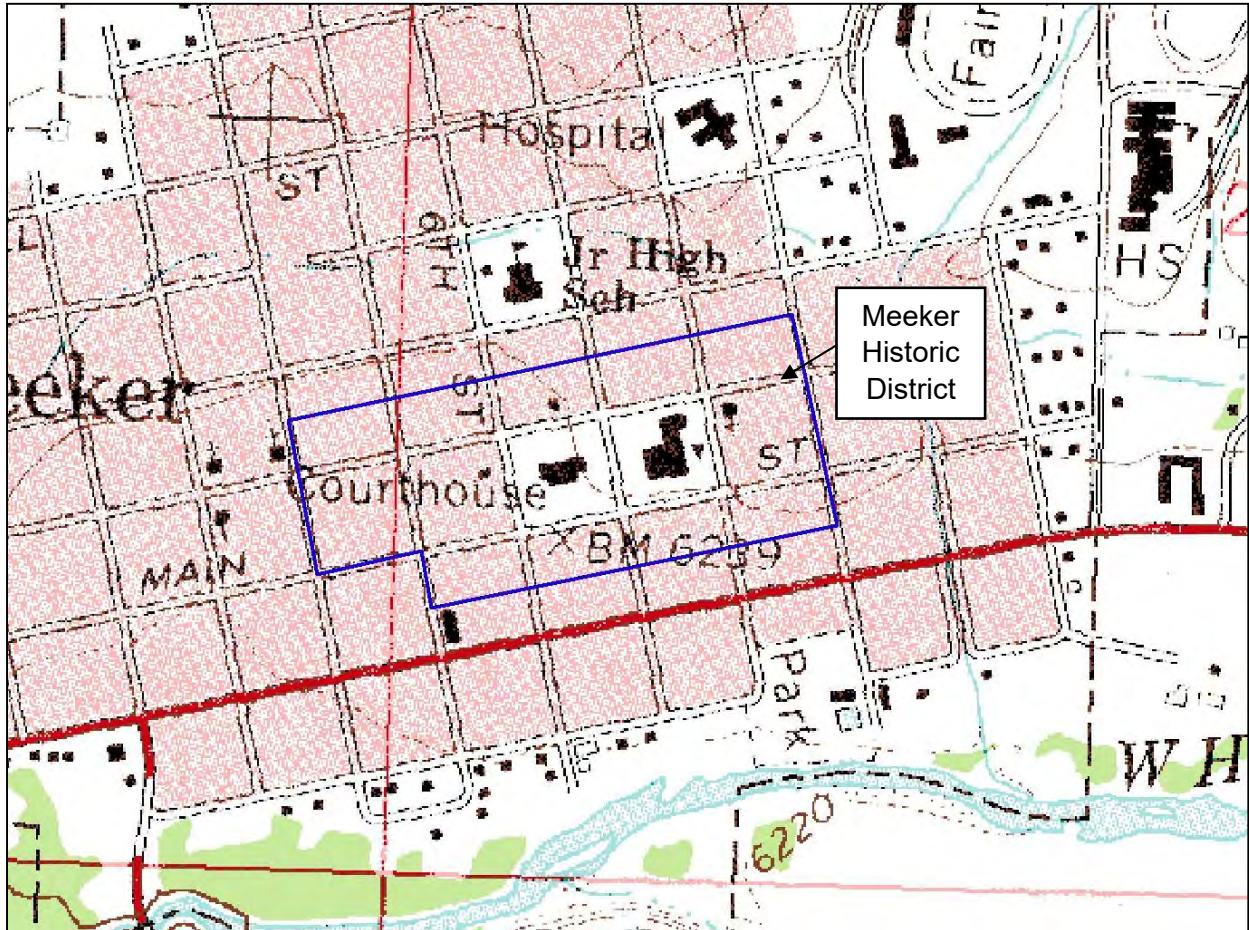 Fair
Hospital
ST
6TH
L
Jr High
Sch
HS
Meeker
Historic
District
eeker
ST
Courthouse
ST
X BM 6239
MAIN
Park
W H
6220